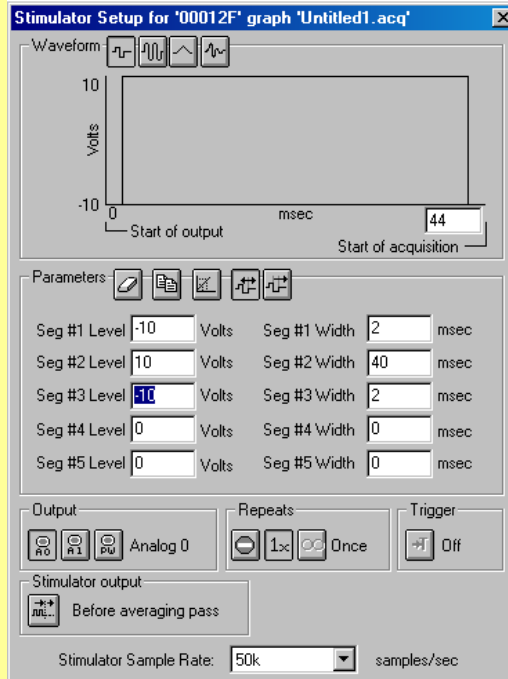 Stimulator Setup for '00012F' graph 'Untitled1.acq'
Waveform
10
Volts
-10
0
msec
44
Start of output
Start of acquisition
Parameters
Seg #1 Level -10 Volts Seg #1 Width 2 msec
Seg #2 Level 10 Volts Seg #2 Width 40 msec
Seg #3 Level -10 Volts Seg #3 Width 2 msec
Seg #4 Level 0 Volts Seg #4 Width 0 msec
Seg #5 Level 0 Volts Seg #5 Width 0 msec
Output Repeats Trigger
A0 A1 PW Analog 0 1x Once Off
Stimulator output
Before averaging pass
Stimulator Sample Rate: 50k samples/sec